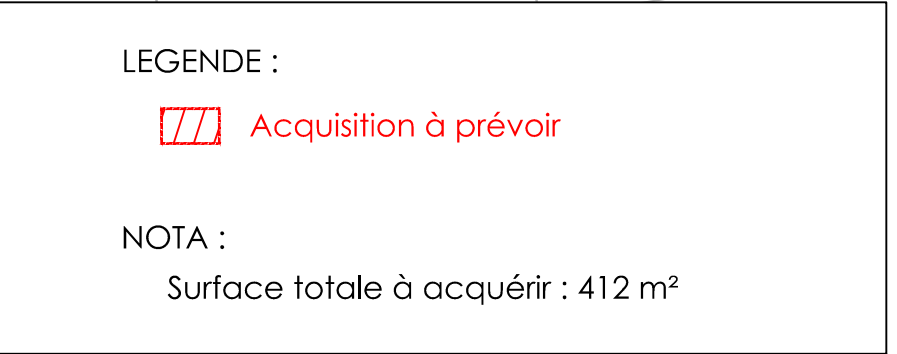 LEGENDE :
Acquisition à prévoir
NOTA :
Surface totale à acquérir : 412 m²